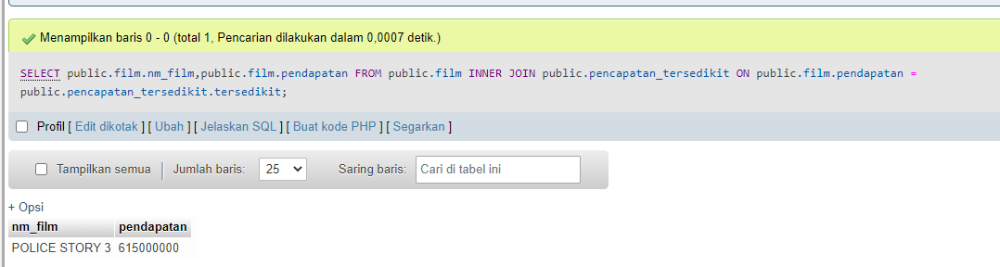 Menampilkan baris 0 - 0 (total 1, Pencarian dilakukan dalam 0,0007 detik.)
SELECT public.film.nm_film,public.film.pendapatan FROM public.film INNER JOIN public.pencapatan_tersedikit ON public.film.pendapatan =
public.pencapatan_tersedikit.tersedikit;
Profil [ Edit dikotak ] [ Ubah ] [ Jelaskan SQL ] [ Buat kode PHP ] [ Segarkan ]
Tampilkan semua Jumlah baris: 25 Saring baris: Cari di tabel ini
+ Opsi
nm_film pendapatan
POLICE STORY 3 615000000